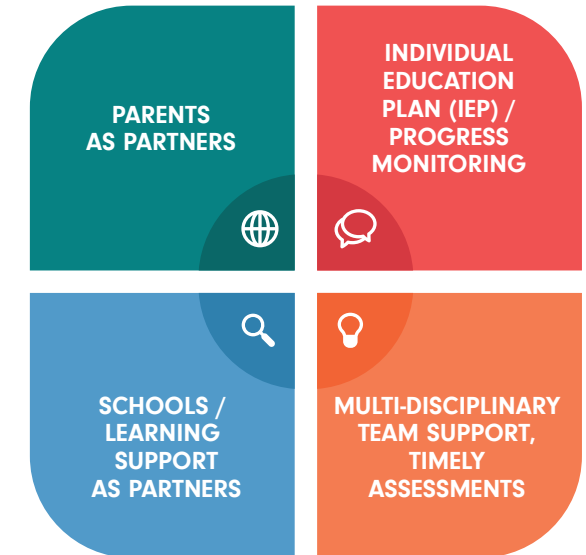 PARENTS
AS PARTNERS
INDIVIDUAL
EDUCATION
PLAN (IEP) /
PROGRESS
MONITORING
SCHOOLS /
LEARNING
SUPPORT
AS PARTNERS
MULTI-DISCIPLINARY
TEAM SUPPORT,
TIMELY
ASSESSMENTS